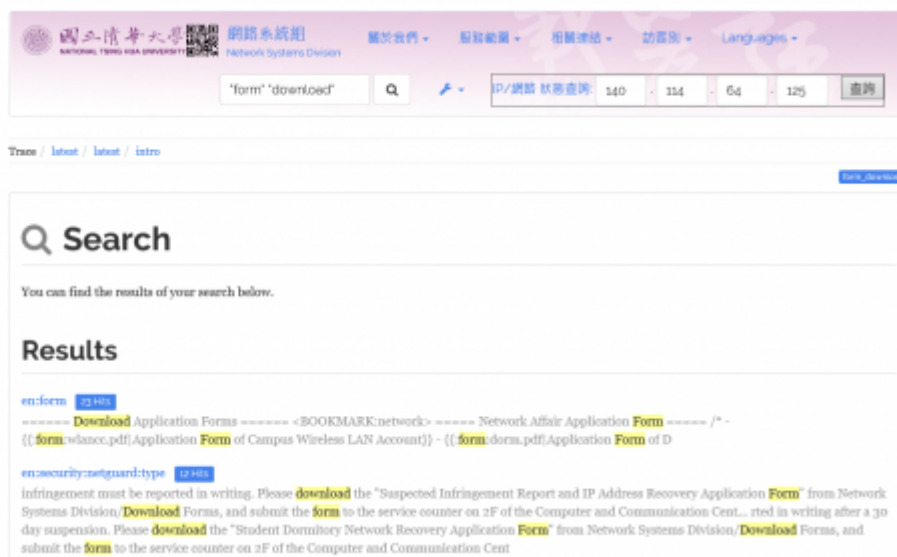 國立清華大學
NATIONAL TSING HUA UNIVERSITY
網路系統組
Network Systems Division
關於我們
服務範圍
相關連結
訪客別
Languages
"form" "download"
IP/網路 狀態查詢: 140 . 114 . 64 . 125 查詢
Trace / latest / latest / intro
form_download
Search
You can find the results of your search below.
Results
en:form 23 Hits
====== Download Application Forms ====== <BOOKMARK:network> ===== Network Affair Application Form ===== /* -
{{:form:wlancc.pdf|Application Form of Campus Wireless LAN Account}} - {{:form:dorm.pdf|Application Form of D
en:security:netguard:type 12 Hits
infringement must be reported in writing. Please download the "Suspected Infringement Report and IP Address Recovery Application Form" from Network
Systems Division/Download Forms, and submit the form to the service counter on 2F of the Computer and Communication Cent... rted in writing after a 30
day suspension. Please download the "Student Dormitory Network Recovery Application Form" from Network Systems Division/Download Forms, and
submit the form to the service counter on 2F of the Computer and Communication Cent